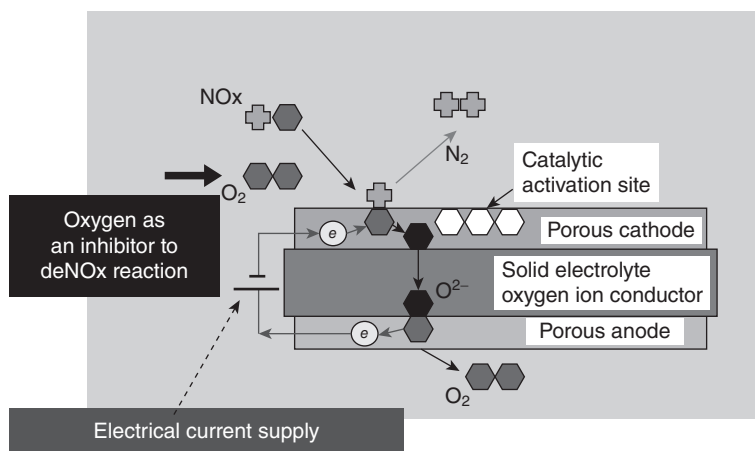 NOx
N₂
O₂
Catalytic
activation site
Oxygen as
an inhibitor to
deNOx reaction
e
Porous cathode
Solid electrolyte
oxygen ion conductor
O²⁻
e
Porous anode
O₂
Electrical current supply